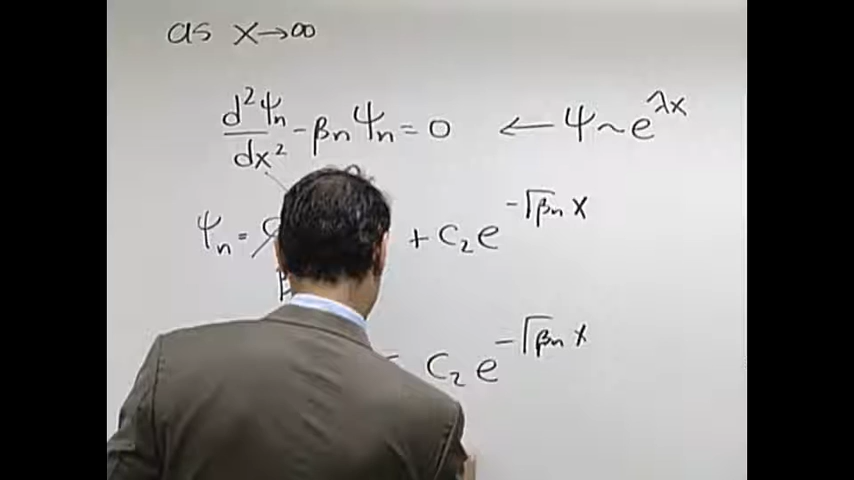 as x→∞
d²ψₙ/dx² - βₙψₙ = 0 ← ψ ~ e^λx
ψₙ = + c₂e^-√βₙ x
c₂e^-√βₙ x